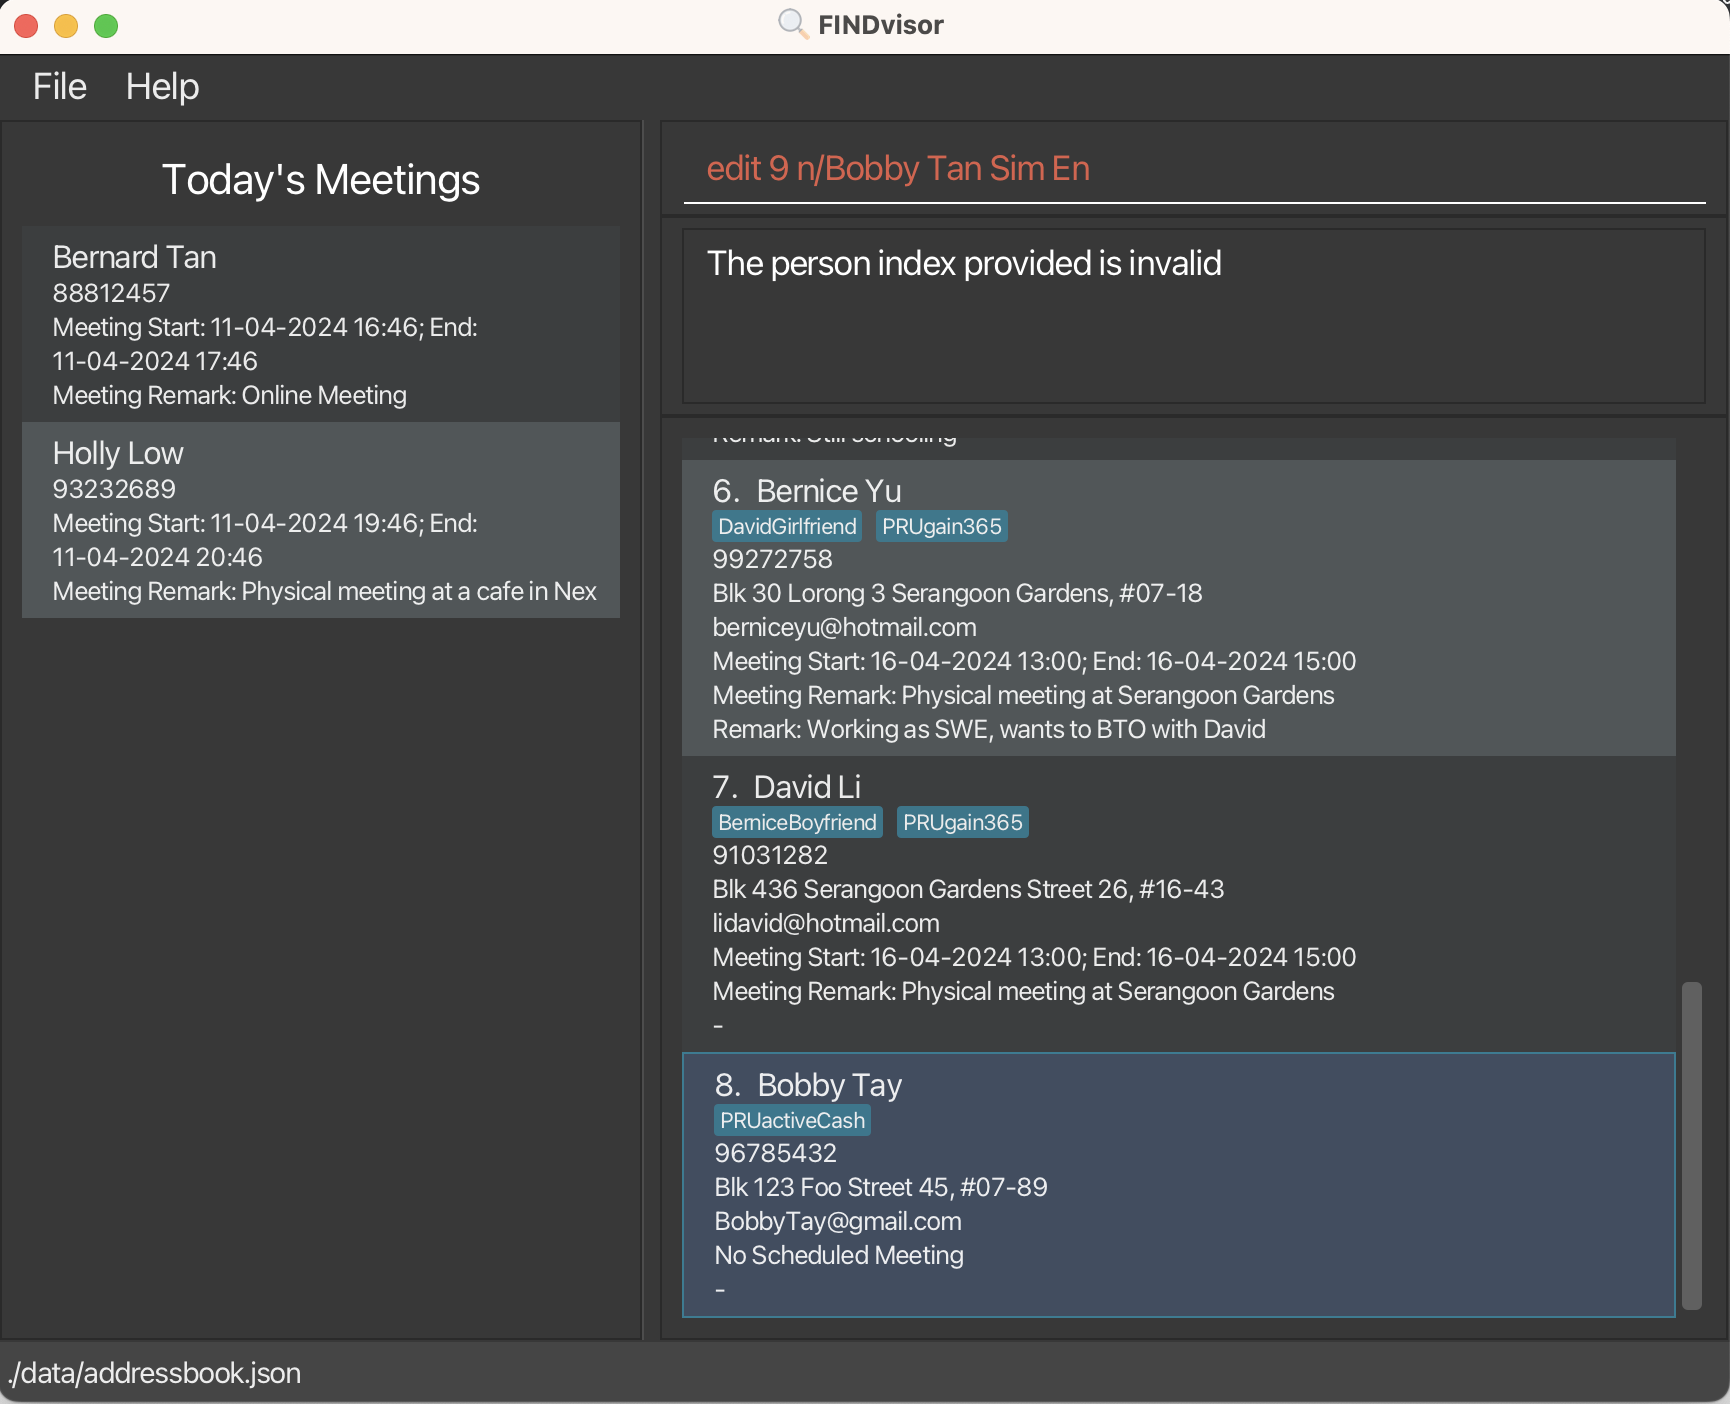 FINDvisor
File Help
Today's Meetings
Bernard Tan
88812457
Meeting Start: 11-04-2024 16:46; End:
11-04-2024 17:46
Meeting Remark: Online Meeting
Holly Low
93232689
Meeting Start: 11-04-2024 19:46; End:
11-04-2024 20:46
Meeting Remark: Physical meeting at a cafe in Nex
edit 9 n/Bobby Tan Sim En
The person index provided is invalid
Remark: Still schooling
6. Bernice Yu
DavidGirlfriend PRUgain365
99272758
Blk 30 Lorong 3 Serangoon Gardens, #07-18
berniceyu@hotmail.com
Meeting Start: 16-04-2024 13:00; End: 16-04-2024 15:00
Meeting Remark: Physical meeting at Serangoon Gardens
Remark: Working as SWE, wants to BTO with David
7. David Li
BerniceBoyfriend PRUgain365
91031282
Blk 436 Serangoon Gardens Street 26, #16-43
lidavid@hotmail.com
Meeting Start: 16-04-2024 13:00; End: 16-04-2024 15:00
Meeting Remark: Physical meeting at Serangoon Gardens
-
8. Bobby Tay
PRUactiveCash
96785432
Blk 123 Foo Street 45, #07-89
BobbyTay@gmail.com
No Scheduled Meeting
-
./data/addressbook.json